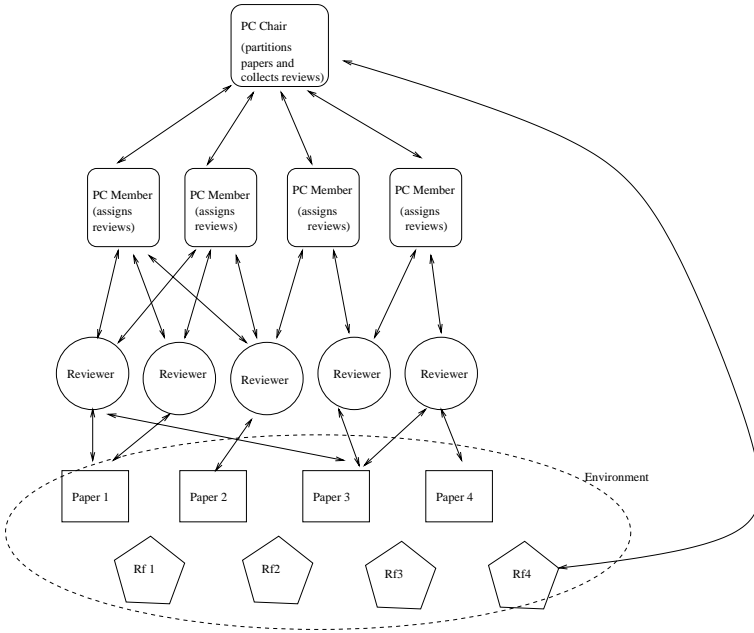 PC Chair
(partitions
papers and
collects reviews)
PC Member
(assigns
reviews)
PC Member
(assigns
reviews)
PC Member
(assigns
reviews)
PC Member
(assigns
reviews)
Reviewer
Reviewer
Reviewer
Reviewer
Reviewer
Environment
Paper 1
Paper 2
Paper 3
Paper 4
Rf 1
Rf2
Rf3
Rf4